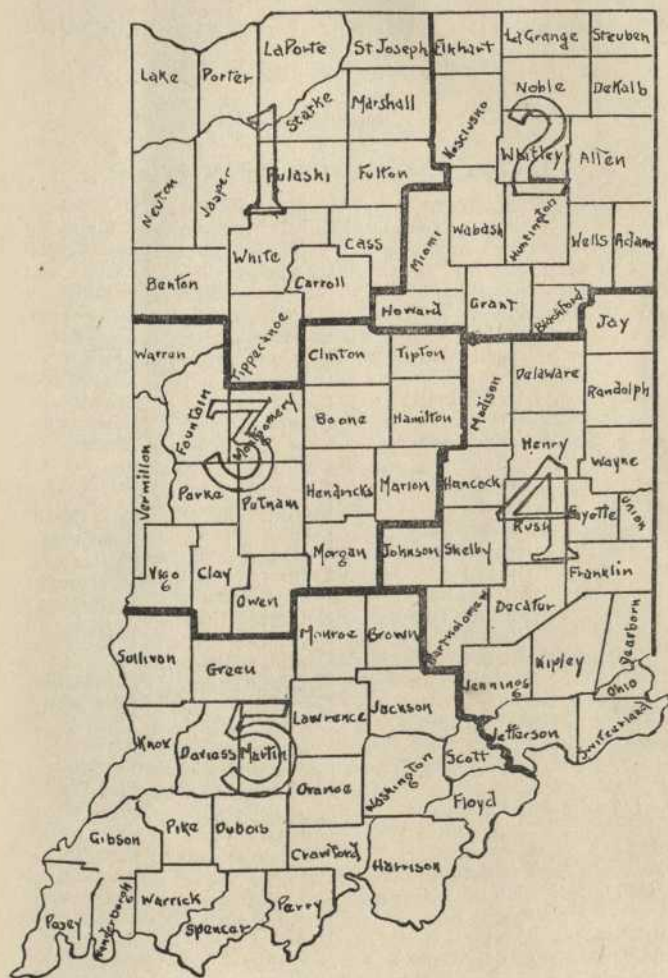 LaPorte St Joseph Elkhart LaGrange Steuben
Lake Porter Noble DeKalb
Starke Marshall Kosciusko
1 2
Whitley Allen
Newton Jasper Pulaski Fulton
Wabash Huntington Wells Adams
White Cass Miami
Benton Carroll
Howard Grant Blackford Jay
Tippecanoe
Warren Clinton Tipton
Delaware
Madison Randolph
Fountain Montgomery Boone Hamilton
3
Henry Wayne
Vermillon Parke Putnam Hendricks Marion Hancock
4
Rush Fayotte Union
Vigo Clay Morgan Johnson Shelby
Franklin
Owen Decatur
Monroe Brown Bartholomew
Dearborn
Sullivan Green Jennings Ripley
Ohio
Lawrence Jackson
5
Jefferson Switzerland
Knox Daviess Martin
Scott
Orange Washington
Floyd
Gibson Pike Dubois
Crawford Harrison
Posey Vanderborgh Warrick Spencer Perry